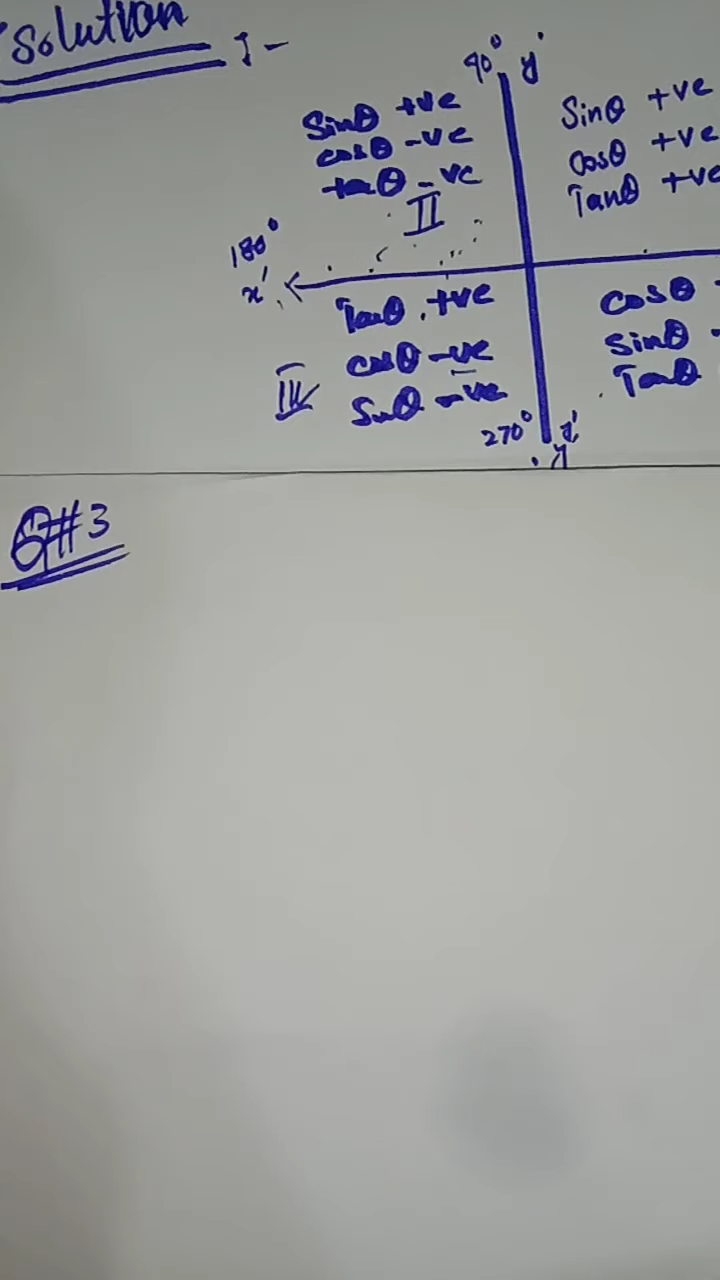 Solution :-
90° y
Sinθ +ve
cosθ -ve
tanθ -ve
II
Sinθ +ve
cosθ +ve
Tanθ +ve
180°
x'
Tanθ +ve
cosθ -ve
Sinθ -ve
III
270° y'
y
cosθ
sinθ
Tanθ
Q#3